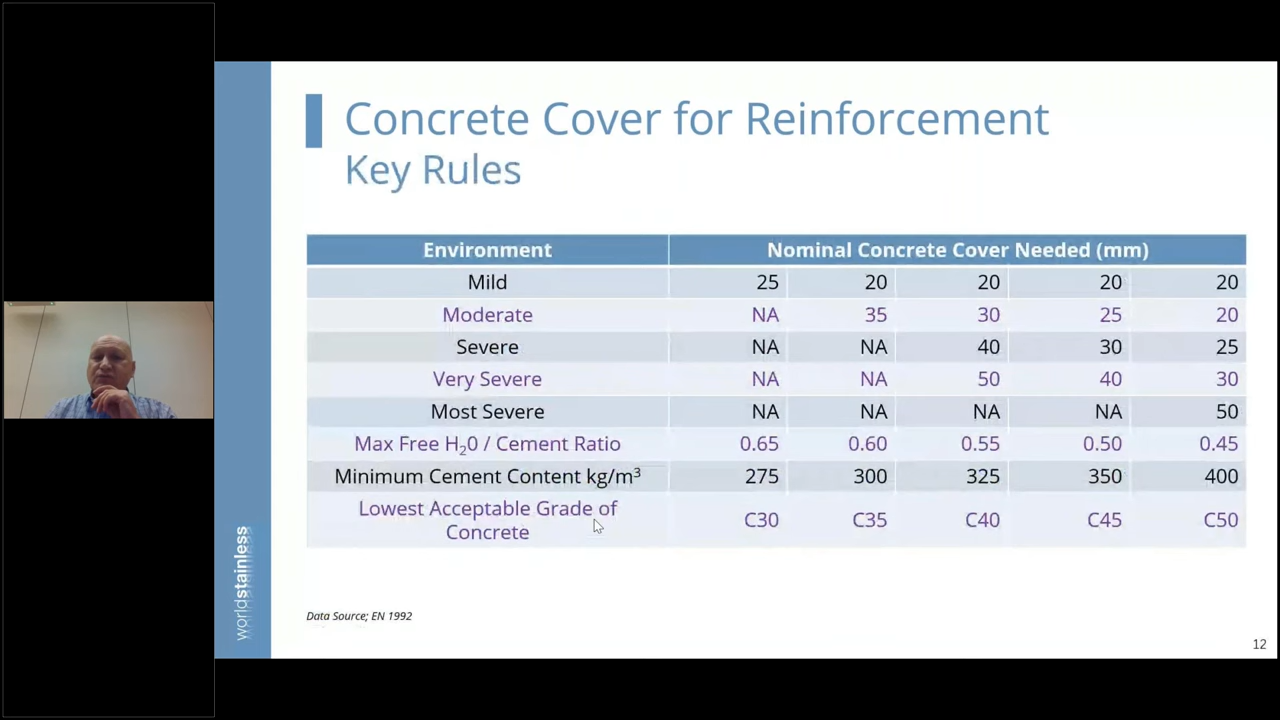 Concrete Cover for Reinforcement
Key Rules
Environment Nominal Concrete Cover Needed (mm)
Mild 25 20 20 20 20
Moderate NA 35 30 25 20
Severe NA NA 40 30 25
Very Severe NA NA 50 40 30
Most Severe NA NA NA NA 50
Max Free H₂0 / Cement Ratio 0.65 0.60 0.55 0.50 0.45
Minimum Cement Content kg/m³ 275 300 325 350 400
Lowest Acceptable Grade of
Concrete C30 C35 C40 C45 C50
Data Source; EN 1992
12
worldstainless